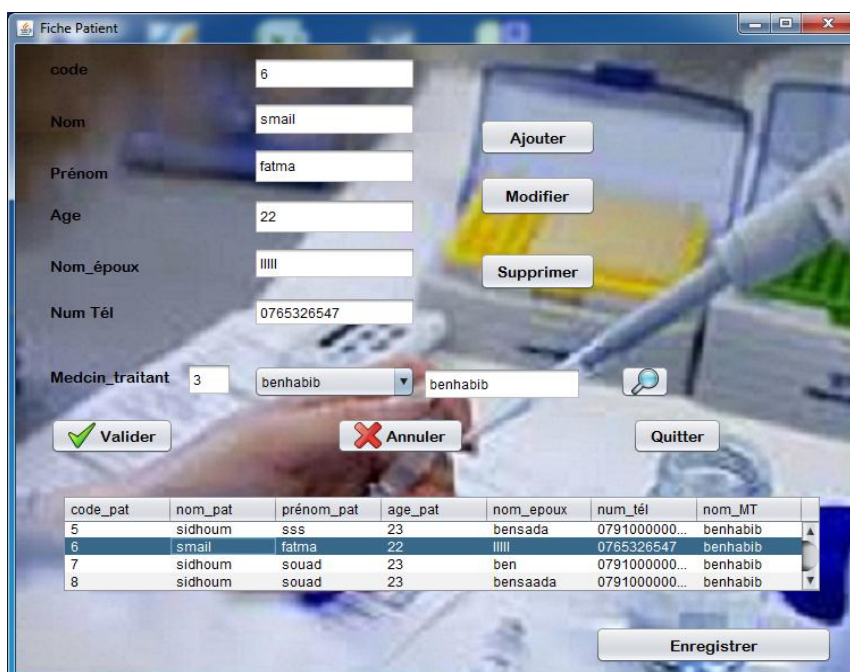 Fiche Patient
code 6
Nom smail
Prénom fatma
Ajouter
Age 22
Modifier
Nom_époux lllll
Supprimer
Num Tél 0765326547
Medcin_traitant 3 benhabib benhabib
Valider Annuler Quitter
code_pat nom_pat prénom_pat age_pat nom_epoux num_tél nom_MT
5 sidhoum sss 23 bensada 0791000000... benhabib
6 smail fatma 22 lllll 0765326547 benhabib
7 sidhoum souad 23 ben 0791000000... benhabib
8 sidhoum souad 23 bensaada 0791000000... benhabib
Enregistrer